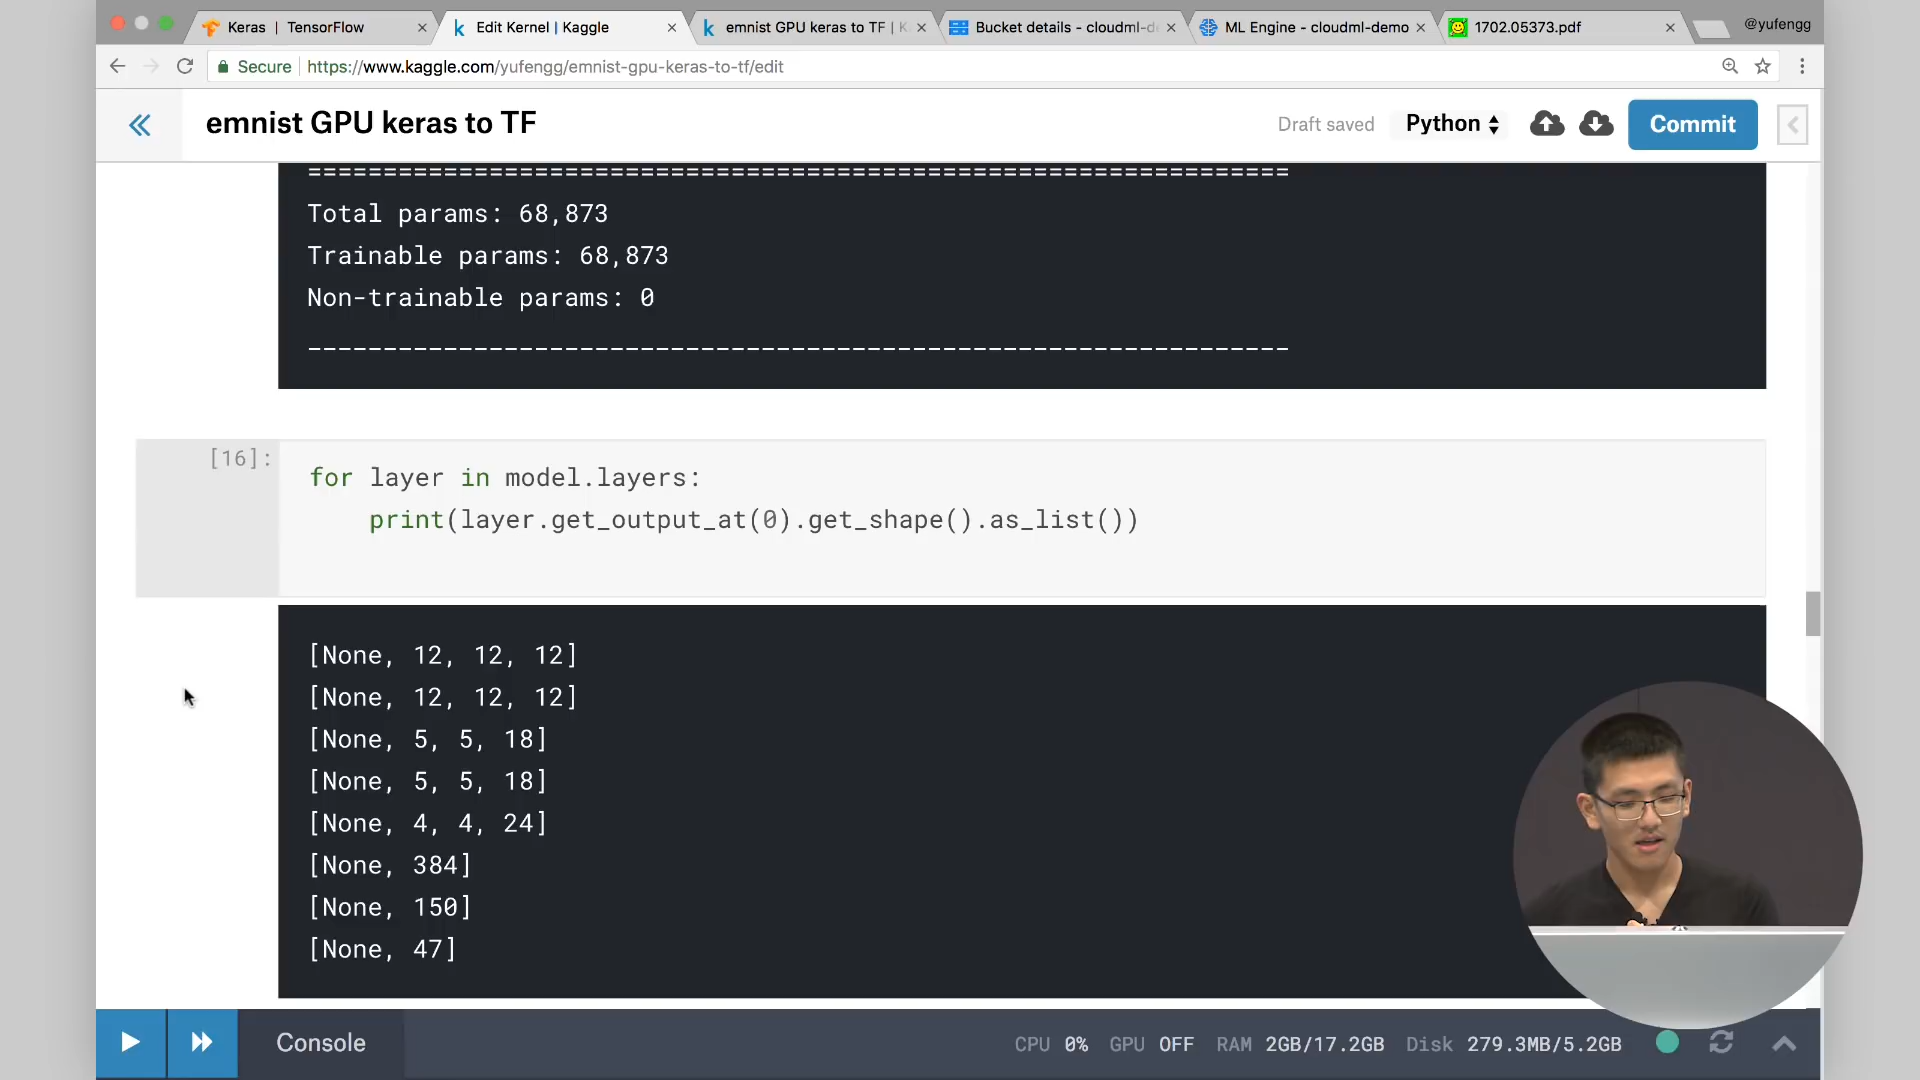 Keras | TensorFlow
Edit Kernel | Kaggle
emnist GPU keras to TF | K
Bucket details - cloudml-de
ML Engine - cloudml-demo
1702.05373.pdf
@yufengg
Secure
https://www.kaggle.com/yufengg/emnist-gpu-keras-to-tf/edit
emnist GPU keras to TF
Draft saved
Python
Commit
=================================================================
Total params: 68,873
Trainable params: 68,873
Non-trainable params: 0
_________________________________________________________________
[16]:
for layer in model.layers:
    print(layer.get_output_at(0).get_shape().as_list())
[None, 12, 12, 12]
[None, 12, 12, 12]
[None, 5, 5, 18]
[None, 5, 5, 18]
[None, 4, 4, 24]
[None, 384]
[None, 150]
[None, 47]
Console
CPU 0% GPU OFF RAM 2GB/17.2GB Disk 279.3MB/5.2GB